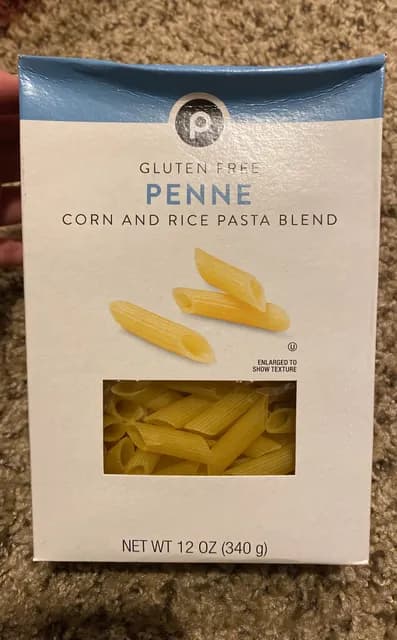 p
GLUTEN FREE
PENNE
CORN AND RICE PASTA BLEND
U
ENLARGED TO
SHOW TEXTURE
NET WT 12 OZ (340 g)